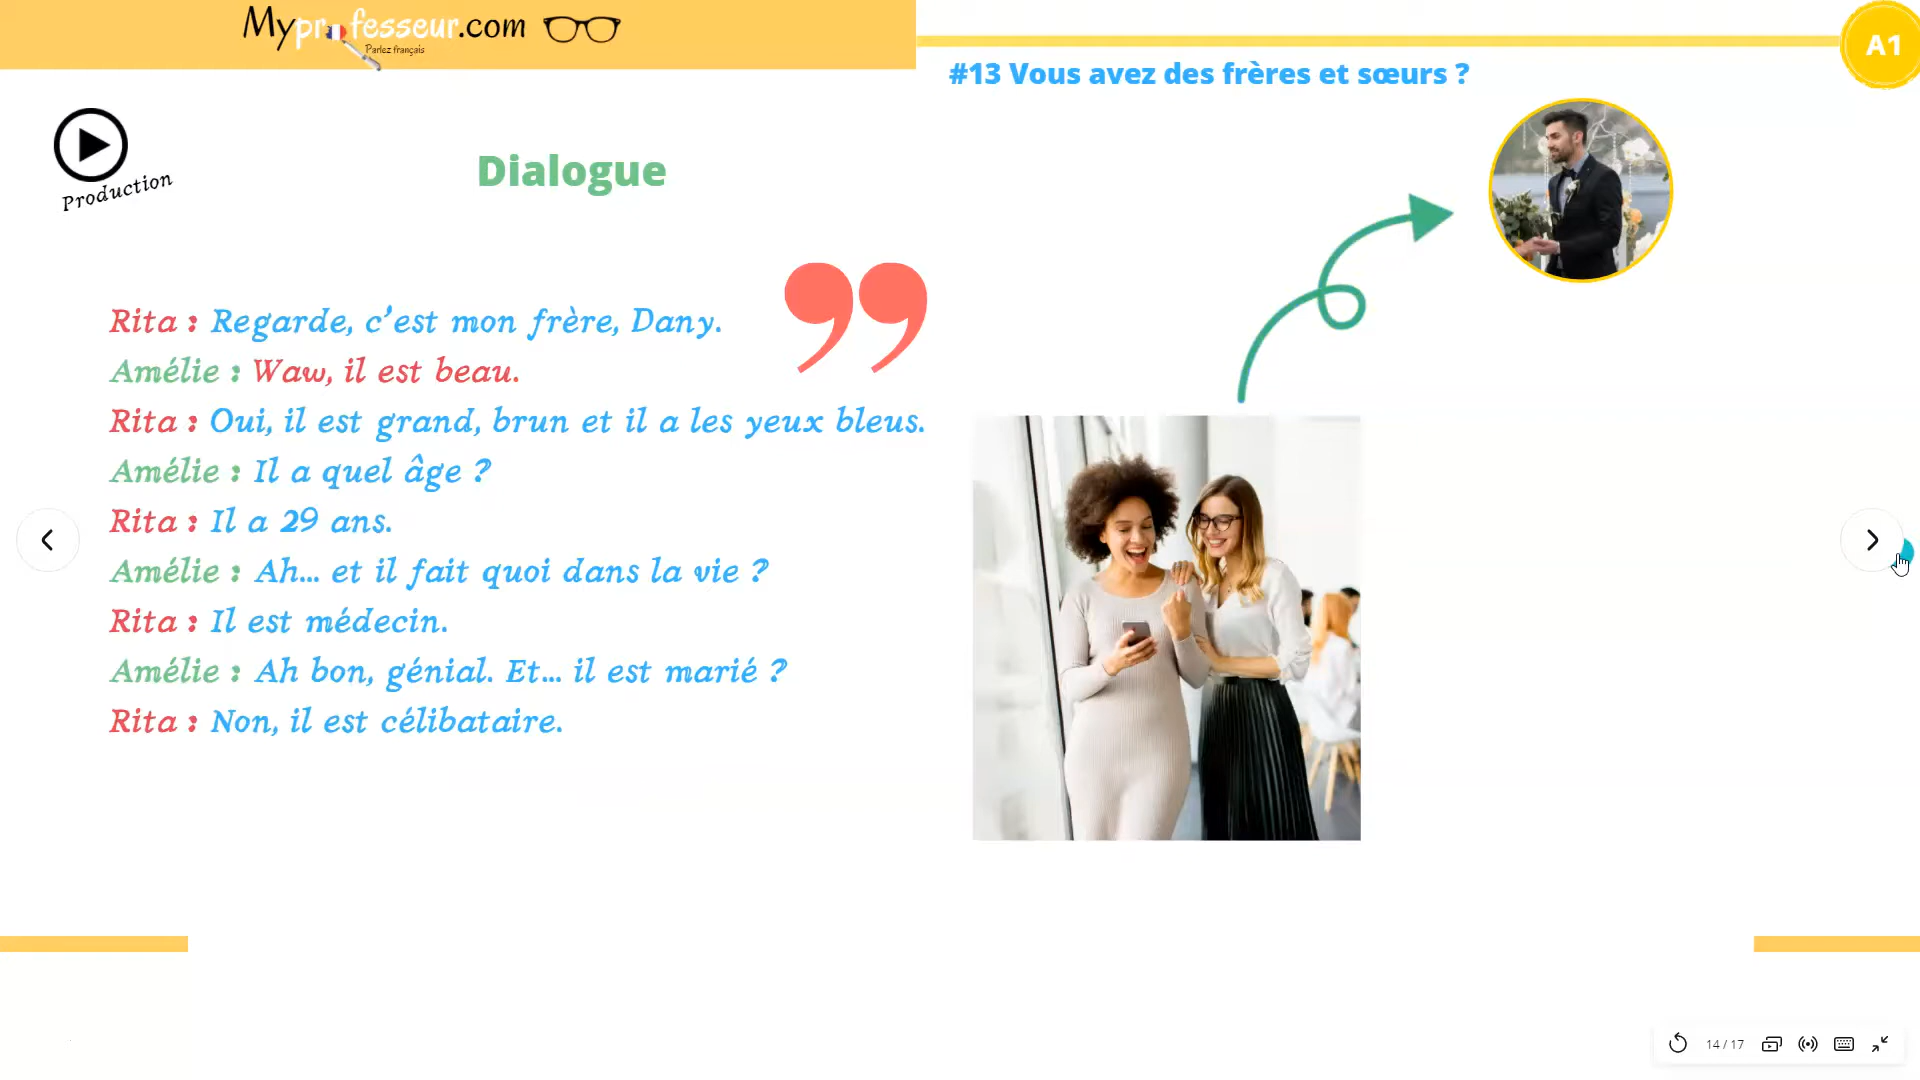 Myprofesseur.com
Parlez français
A1
#13 Vous avez des frères et sœurs ?
Production
Dialogue
Rita : Regarde, c'est mon frère, Dany.
Amélie : Waw, il est beau.
Rita : Oui, il est grand, brun et il a les yeux bleus.
Amélie : Il a quel âge ?
Rita : Il a 29 ans.
Amélie : Ah... et il fait quoi dans la vie ?
Rita : Il est médecin.
Amélie : Ah bon, génial. Et... il est marié ?
Rita : Non, il est célibataire.
14 / 17